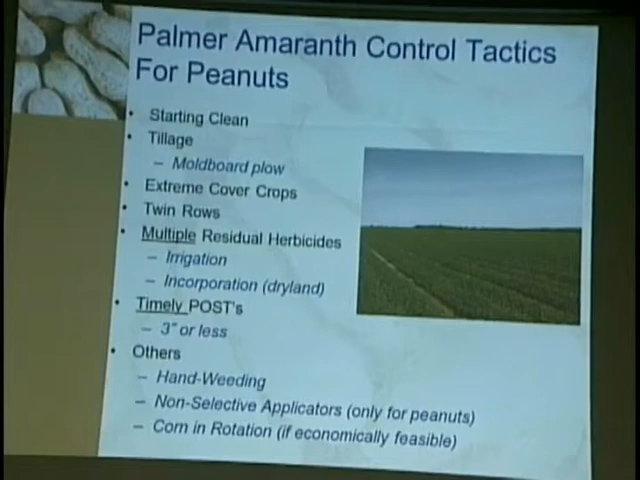 Palmer Amaranth Control Tactics
For Peanuts
• Starting Clean
• Tillage
– Moldboard plow
• Extreme Cover Crops
• Twin Rows
• Multiple Residual Herbicides
– Irrigation
– Incorporation (dryland)
• Timely POST's
– 3" or less
• Others
– Hand-Weeding
– Non-Selective Applicators (only for peanuts)
– Corn in Rotation (if economically feasible)